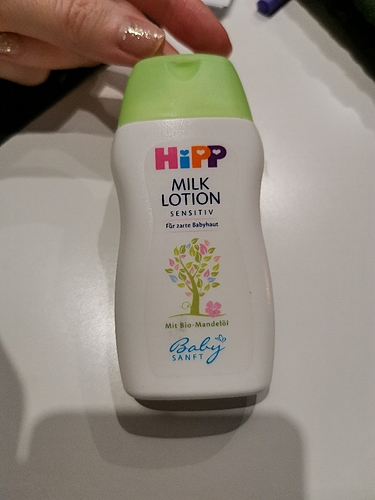 HiPP
MILK
LOTION
SENSITIV
Für zarte Babyhaut
Mit Bio-Mandelöl
Baby
SANFT